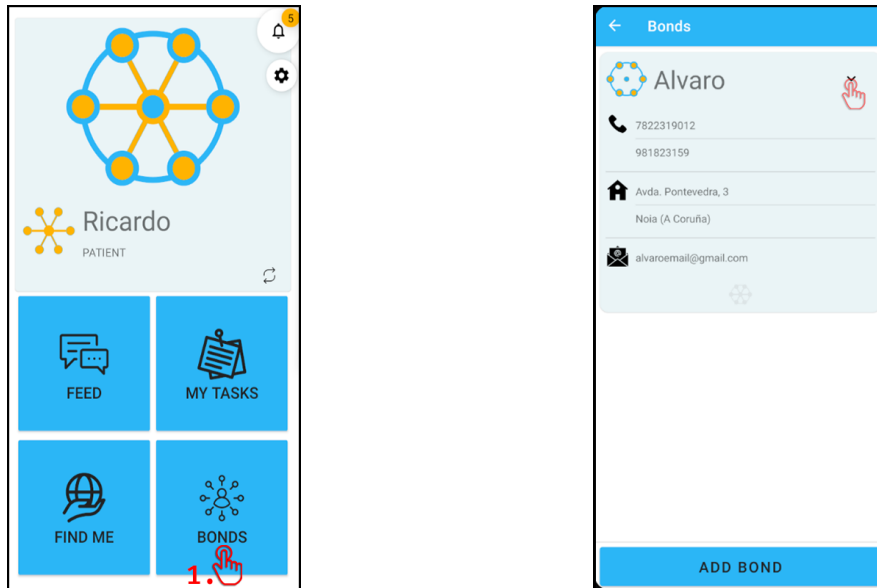 5
Ricardo
PATIENT
FEED
MY TASKS
FIND ME
BONDS
1.
Bonds
Alvaro
7822319012
981823159
Avda. Pontevedra, 3
Noia (A Coruña)
alvaroemail@gmail.com
ADD BOND